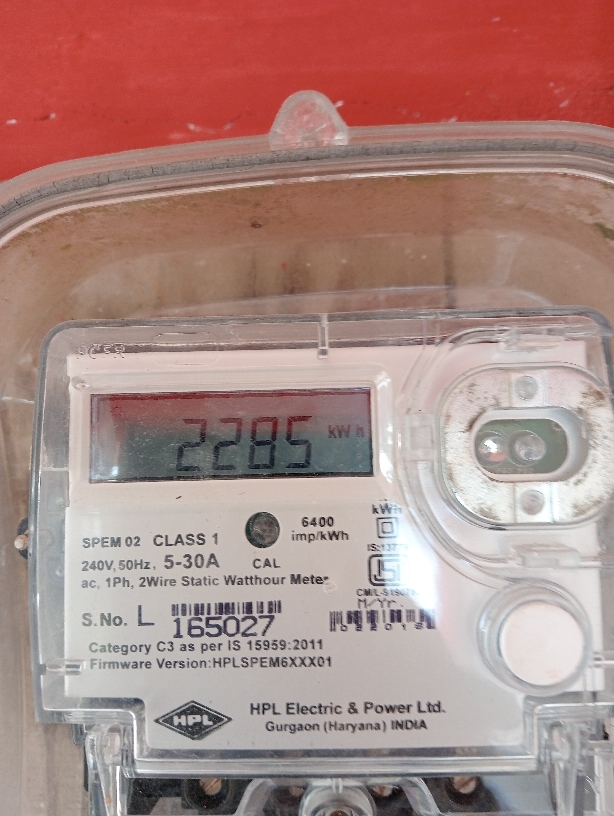 2285 kWh
6400
imp/kWh
CAL
SPEM 02 CLASS 1
240V,50Hz, 5-30A
ac, 1Ph, 2Wire Static Watthour Meter
kWh
M/Yr.
S.No. L 165027
Category C3 as per IS 15959:2011
Firmware Version:HPLSPEM6XXX01
HPL
HPL Electric & Power Ltd.
Gurgaon (Haryana) INDIA